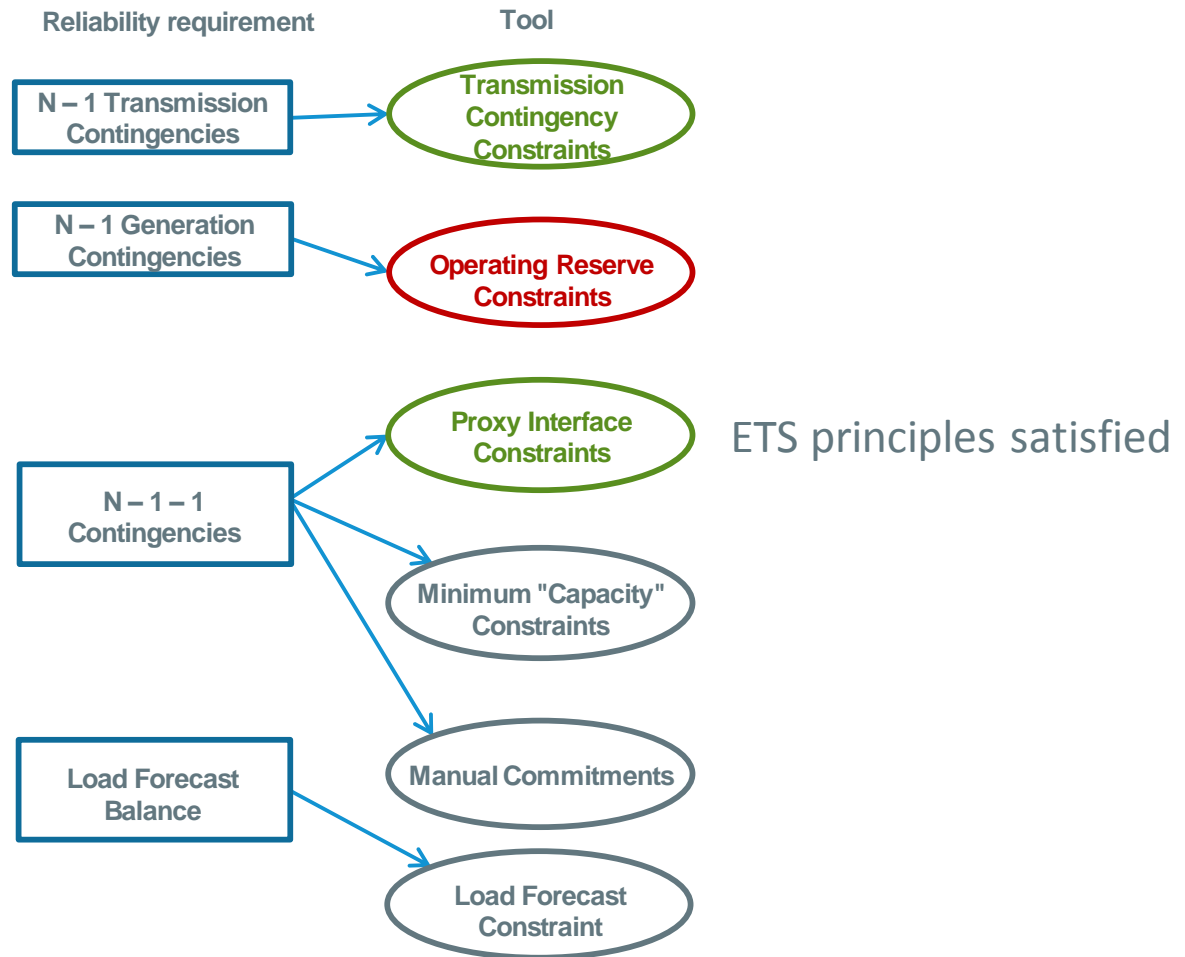 Reliability requirement
Tool
N – 1 Transmission
Contingencies
Transmission
Contingency
Constraints
N – 1 Generation
Contingencies
Operating Reserve
Constraints
Proxy Interface
Constraints
ETS principles satisfied
N – 1 – 1
Contingencies
Minimum "Capacity"
Constraints
Manual Commitments
Load Forecast
Balance
Load Forecast
Constraint